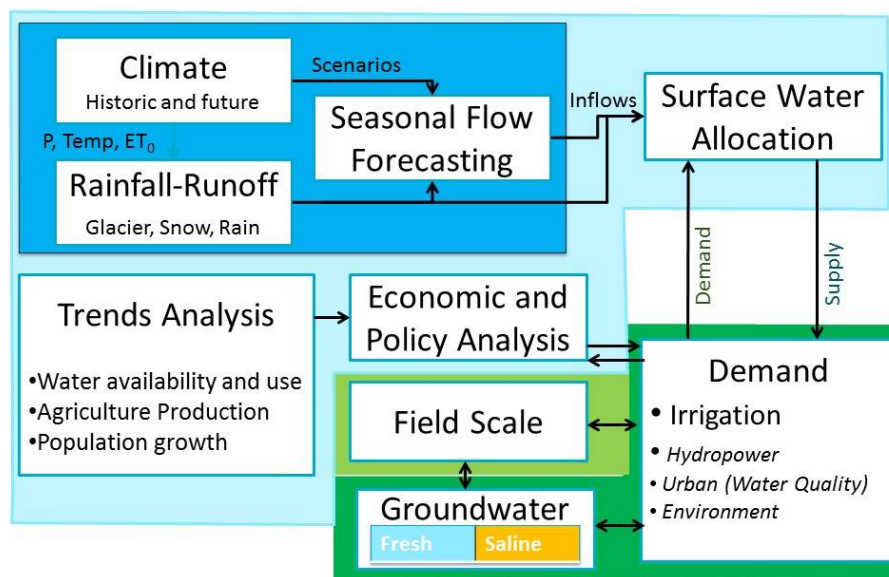 Climate
Historic and future
Scenarios
P, Temp, ET₀
Seasonal Flow
Forecasting
Inflows
Surface Water
Allocation
Rainfall-Runoff
Glacier, Snow, Rain
Demand
Supply
Trends Analysis
•Water availability and use
•Agriculture Production
•Population growth
Economic and
Policy Analysis
Field Scale
Groundwater
Fresh
Saline
Demand
• Irrigation
• Hydropower
• Urban (Water Quality)
• Environment